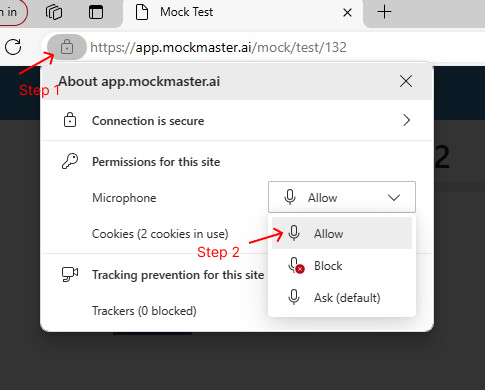 n in
Mock Test
https://app.mockmaster.ai/mock/test/132
Step 1
About app.mockmaster.ai
Connection is secure
2
Permissions for this site
Microphone
Allow
Cookies (2 cookies in use)
Allow
Step 2
Block
Tracking prevention for this site
Ask (default)
Trackers (0 blocked)